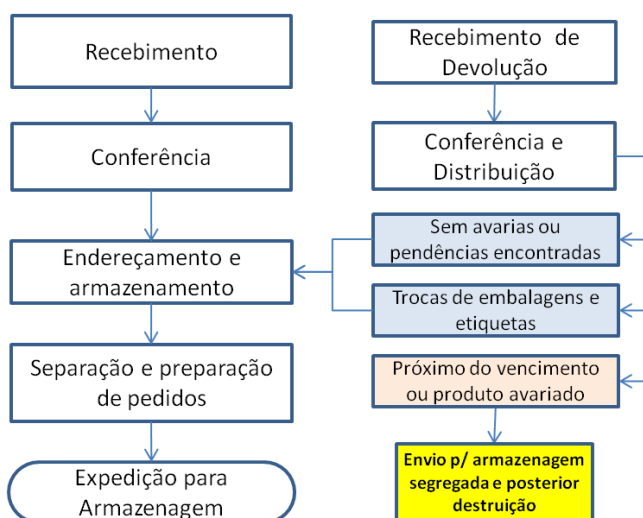 Recebimento
Conferência
Endereçamento e
armazenamento
Separação e preparação
de pedidos
Expedição para
Armazenagem
Recebimento de
Devolução
Conferência e
Distribuição
Sem avarias ou
pendências encontradas
Trocas de embalagens e
etiquetas
Próximo do vencimento
ou produto avariado
Envio p/ armazenagem
segregada e posterior
destruição